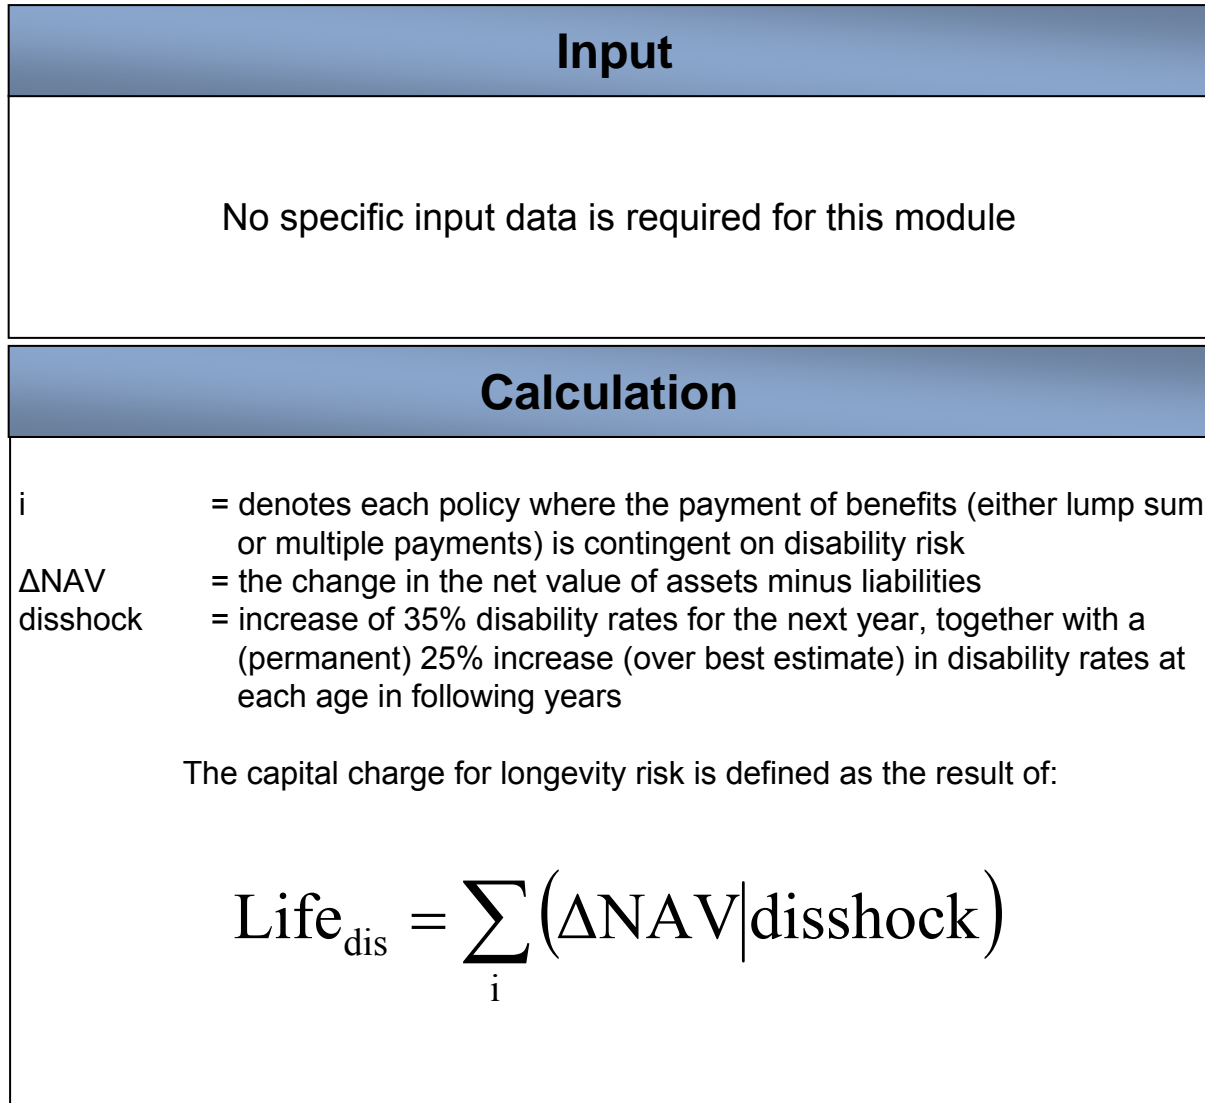 Input
No specific input data is required for this module
Calculation
i = denotes each policy where the payment of benefits (either lump sum
or multiple payments) is contingent on disability risk
ΔNAV = the change in the net value of assets minus liabilities
disshock = increase of 35% disability rates for the next year, together with a
(permanent) 25% increase (over best estimate) in disability rates at
each age in following years
The capital charge for longevity risk is defined as the result of:
Life_dis = ∑_i (ΔNAV|disshock)